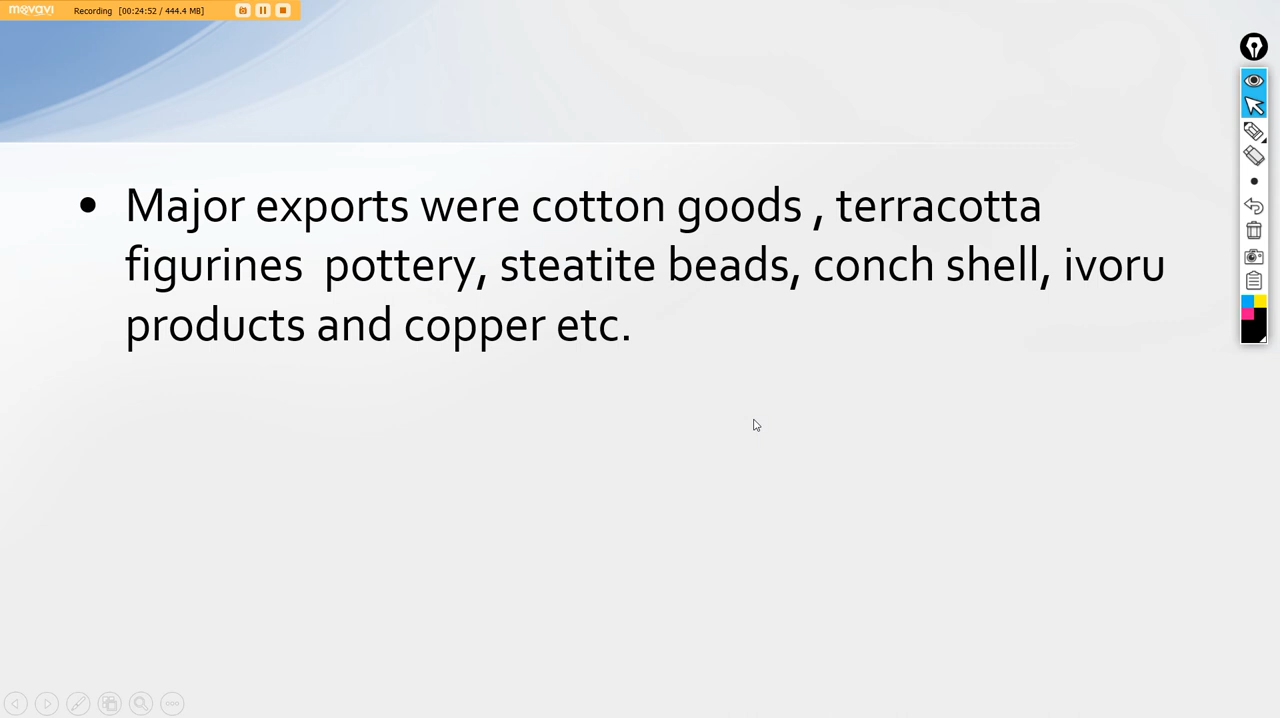 movavi Recording [00:24:52 / 444.4 MB]
• Major exports were cotton goods , terracotta
figurines  pottery, steatite beads, conch shell, ivoru
products and copper etc.